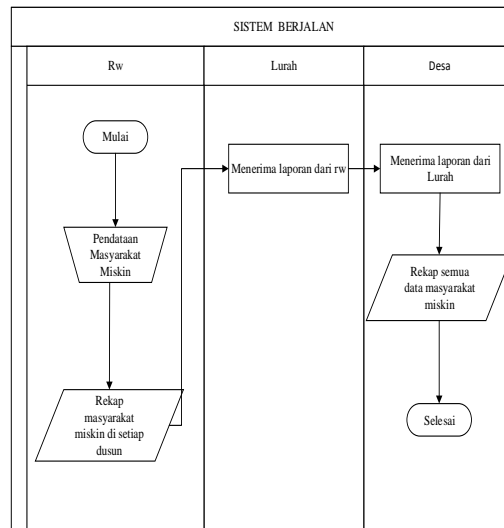 SISTEM BERJALAN
Rw
Lurah
Desa
Mulai
Pendataan
Masyarakat
Miskin
Rekap
masyarakat
miskin di setiap
dusun
Menerima laporan dari rw
Menerima laporan dari
Lurah
Rekap semua
data masyarakat
miskin
Selesai